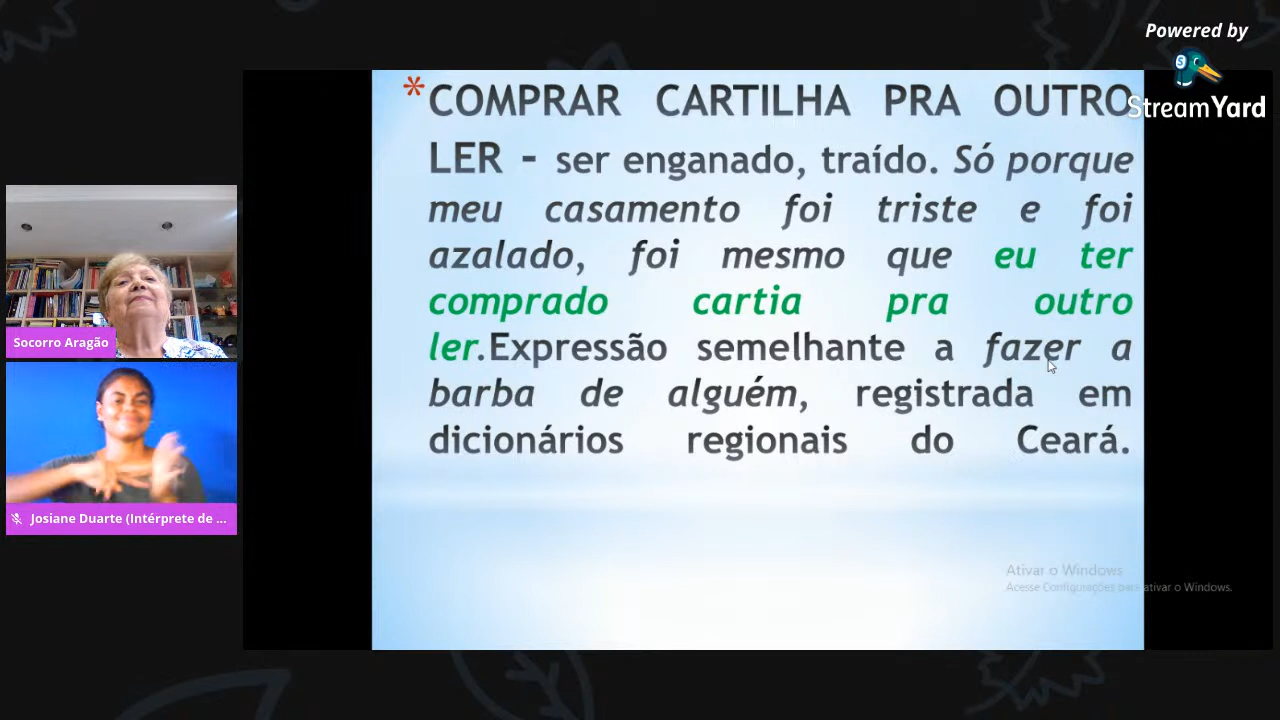 Powered by
StreamYard
* COMPRAR CARTILHA PRA OUTRO
LER - ser enganado, traído. Só porque
meu casamento foi triste e foi
azalado, foi mesmo que eu ter
comprado cartia pra outro
ler.Expressão semelhante a fazer a
barba de alguém, registrada em
dicionários regionais do Ceará.
Socorro Aragão
Josiane Duarte (Intérprete de ...
Ativar o Windows
Acesse Configurações para ativar o Windows.